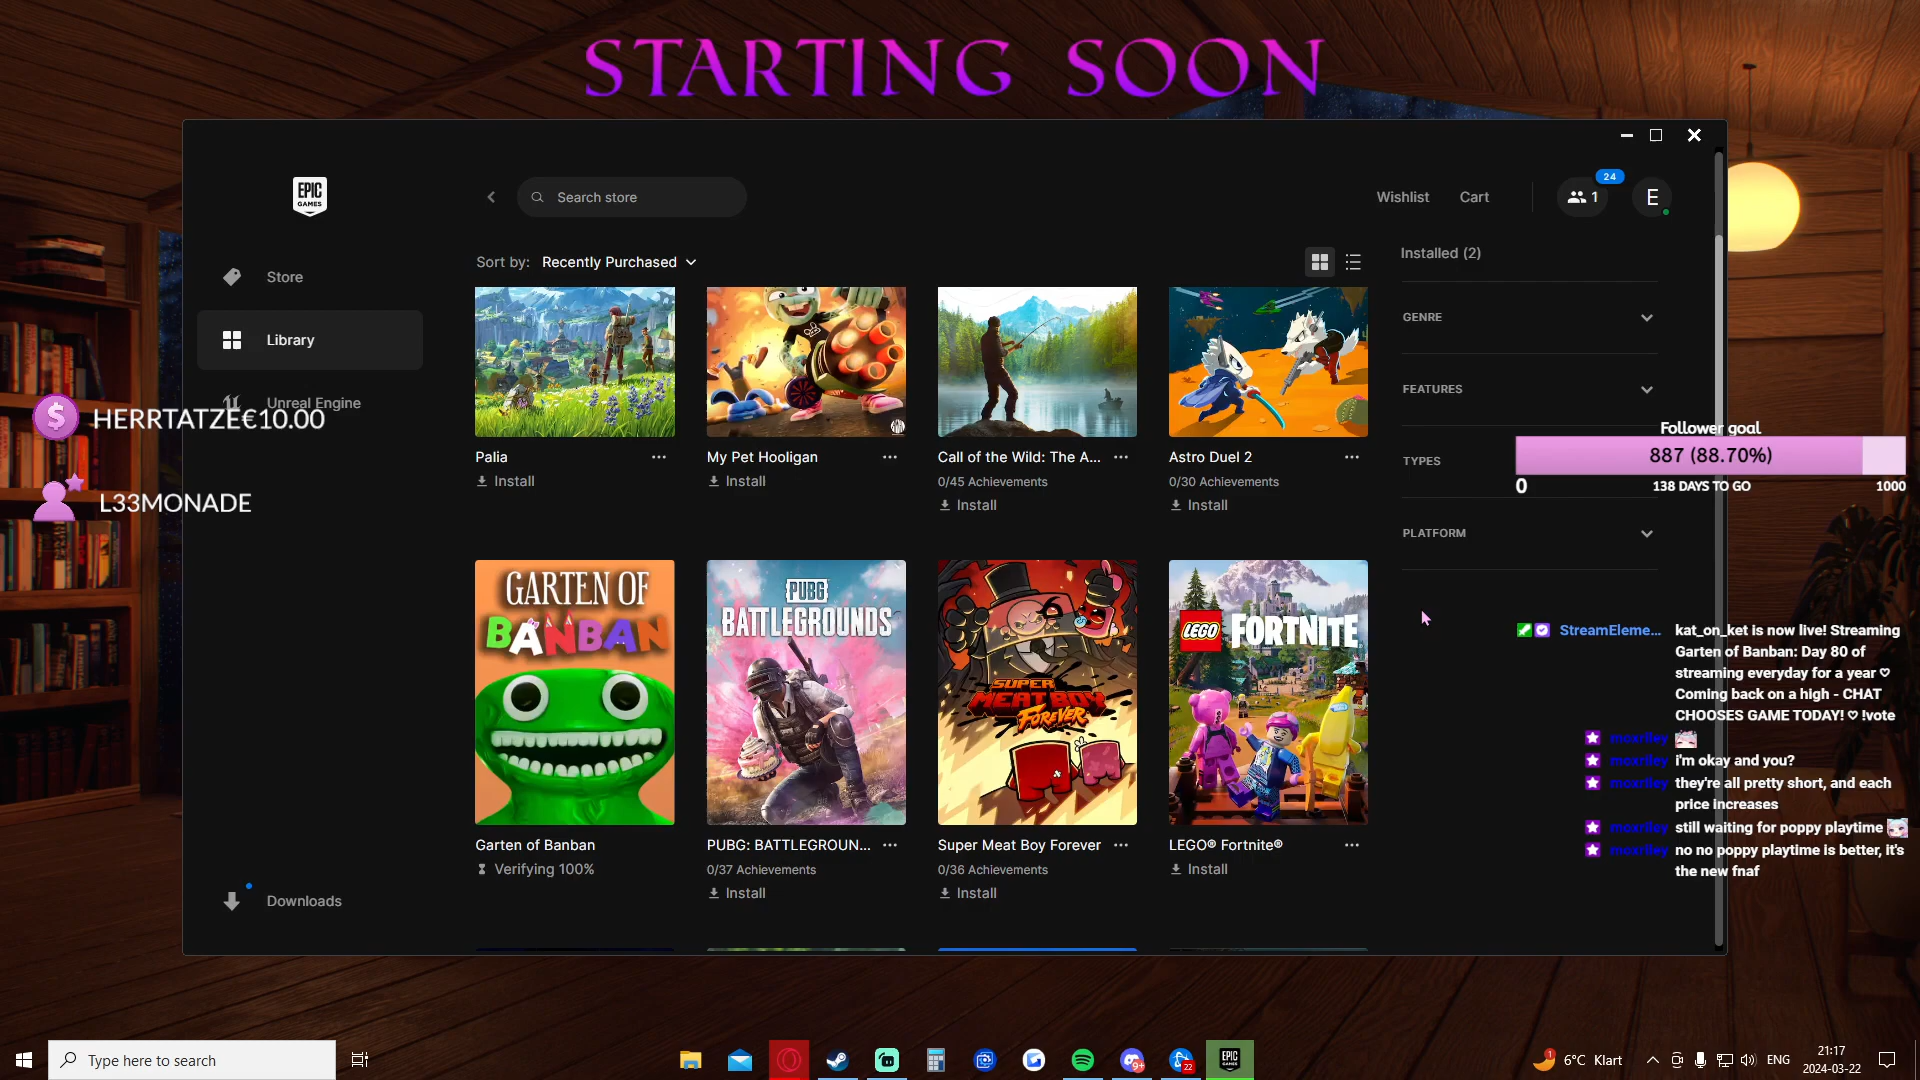 STARTING SOON
EPIC
GAMES
Search store
Wishlist
Cart
24
1
E
Store
Library
Unreal Engine
Downloads
HERRTATZE€10.00
L33MONADE
Sort by: Recently Purchased
Installed (2)
GENRE
FEATURES
TYPES
PLATFORM
Palia
Install
My Pet Hooligan
Install
Call of the Wild: The A...
0/45 Achievements
Install
Astro Duel 2
0/30 Achievements
Install
GARTEN OF
BANBAN
Garten of Banban
Verifying 100%
PUBG
BATTLEGROUNDS
PUBG: BATTLEGROUN...
0/37 Achievements
Install
SUPER
MEAT BOY
FOREVER
Super Meat Boy Forever
0/36 Achievements
Install
LEGO FORTNITE
LEGO® Fortnite®
Install
Follower goal
887 (88.70%)
0
138 DAYS TO GO
1000
StreamEleme...
kat_on_ket is now live! Streaming
Garten of Banban: Day 80 of
streaming everyday for a year ♡
Coming back on a high - CHAT
CHOOSES GAME TODAY! ♡ !vote
moxriley
moxriley i'm okay and you?
moxriley they're all pretty short, and each
price increases
moxriley still waiting for poppy playtime
moxriley no no poppy playtime is better, it's
the new fnaf
Type here to search
9+
22
EPIC
GAMES
1
6°C Klart
ENG
21:17
2024-03-22